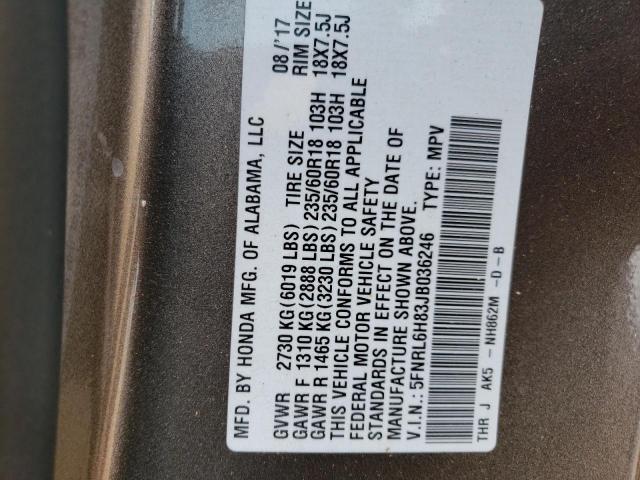 MFD. BY HONDA MFG. OF ALABAMA, LLC 08/'17
GVWR 2730 KG (6019 LBS) TIRE SIZE RIM SIZE
GAWR F 1310 KG (2888 LBS) 235/60R18 103H 18X7.5J
GAWR R 1465 KG (3230 LBS) 235/60R18 103H 18X7.5J
THIS VEHICLE CONFORMS TO ALL APPLICABLE
FEDERAL MOTOR VEHICLE SAFETY
STANDARDS IN EFFECT ON THE DATE OF
MANUFACTURE SHOWN ABOVE.
V.I.N.:5FNRL6H83JB036246 TYPE: MPV
THR J AK5 - NH862M -D-B